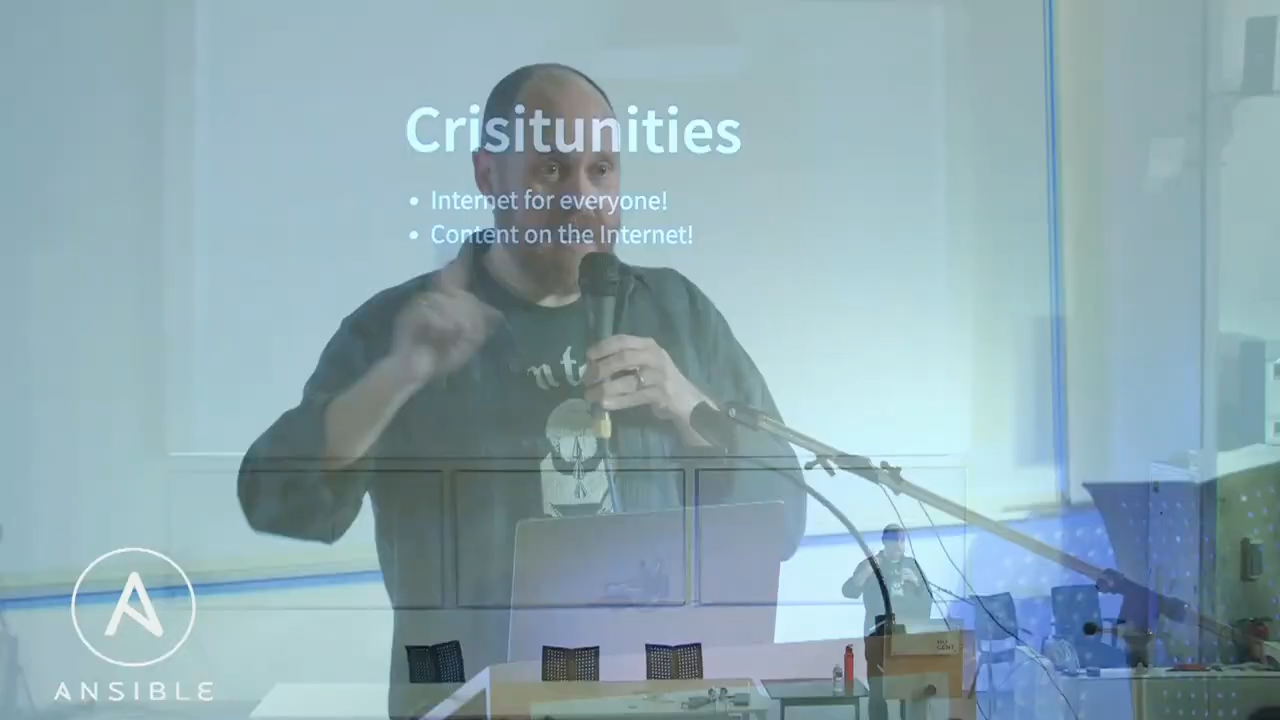 Crisitunities
• Internet for everyone!
• Content on the Internet!
ANSIBLE